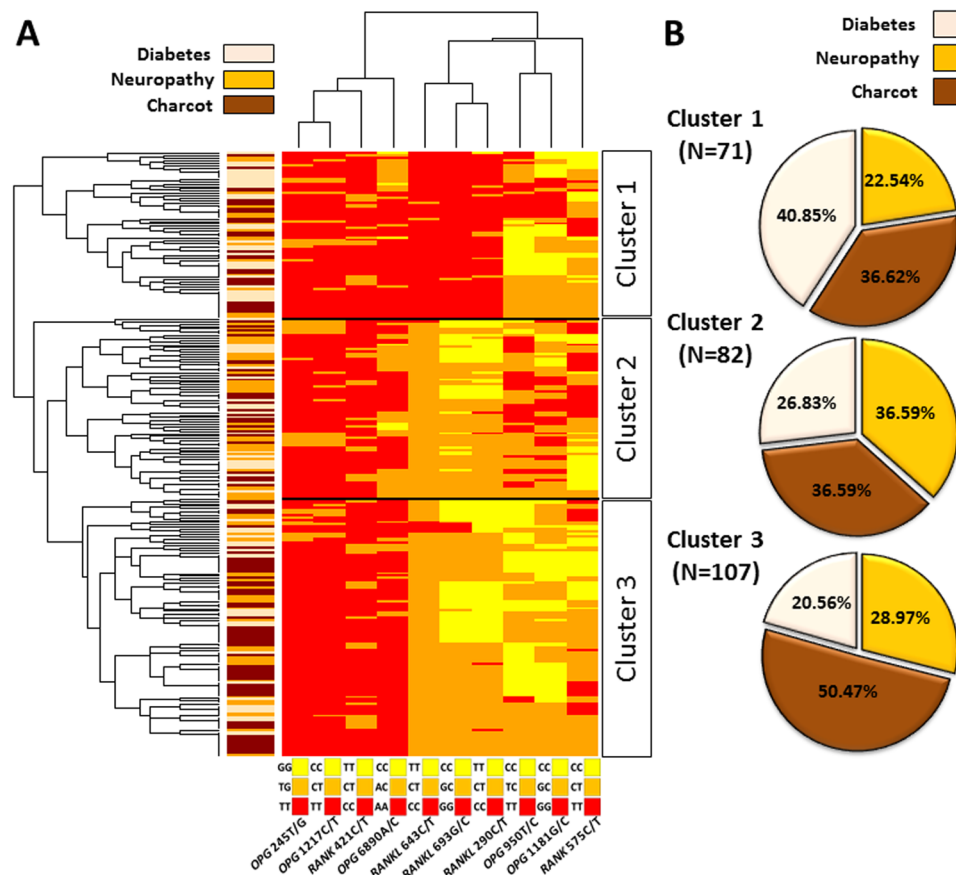 A
Diabetes
Neuropathy
Charcot
Cluster 1
Cluster 2
Cluster 3
GG CC TT CC TT CC TT CC CC CC
TG CT CT AC CT GC CT TC GC CT
TT TT CC AA CC GG CC TT GG TT
OPG 245T/G
OPG 1217C/T
RANK 421C/T
OPG 6890A/C
RANKL 643C/T
RANKL 693G/C
RANKL 290C/T
OPG 950T/C
OPG 1181G/C
RANK 575C/T
B
Diabetes
Neuropathy
Charcot
Cluster 1
(N=71)
22.54%
40.85%
36.62%
Cluster 2
(N=82)
26.83%
36.59%
36.59%
Cluster 3
(N=107)
20.56%
28.97%
50.47%